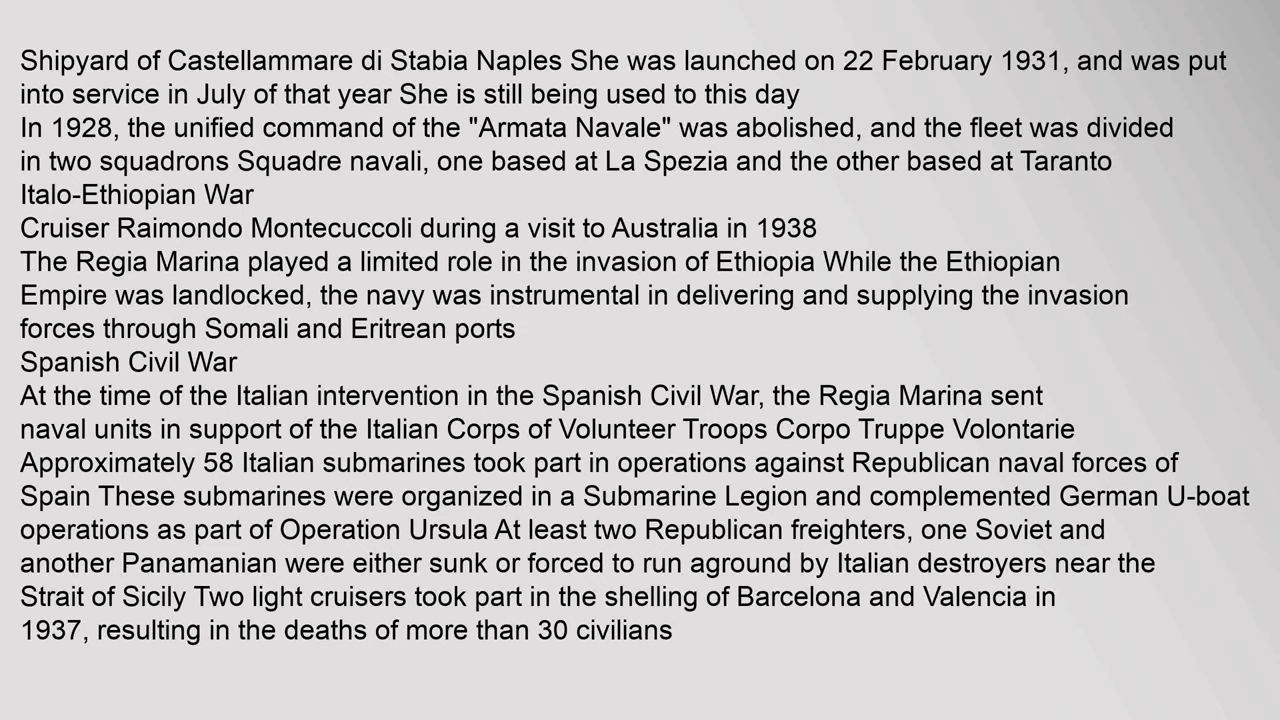 Shipyard of Castellammare di Stabia Naples She was launched on 22 February 1931, and was put
into service in July of that year She is still being used to this day
In 1928, the unified command of the "Armata Navale" was abolished, and the fleet was divided
in two squadrons Squadre navali, one based at La Spezia and the other based at Taranto
Italo-Ethiopian War
Cruiser Raimondo Montecuccoli during a visit to Australia in 1938
The Regia Marina played a limited role in the invasion of Ethiopia While the Ethiopian
Empire was landlocked, the navy was instrumental in delivering and supplying the invasion
forces through Somali and Eritrean ports
Spanish Civil War
At the time of the Italian intervention in the Spanish Civil War, the Regia Marina sent
naval units in support of the Italian Corps of Volunteer Troops Corpo Truppe Volontarie
Approximately 58 Italian submarines took part in operations against Republican naval forces of
Spain These submarines were organized in a Submarine Legion and complemented German U-boat
operations as part of Operation Ursula At least two Republican freighters, one Soviet and
another Panamanian were either sunk or forced to run aground by Italian destroyers near the
Strait of Sicily Two light cruisers took part in the shelling of Barcelona and Valencia in
1937, resulting in the deaths of more than 30 civilians